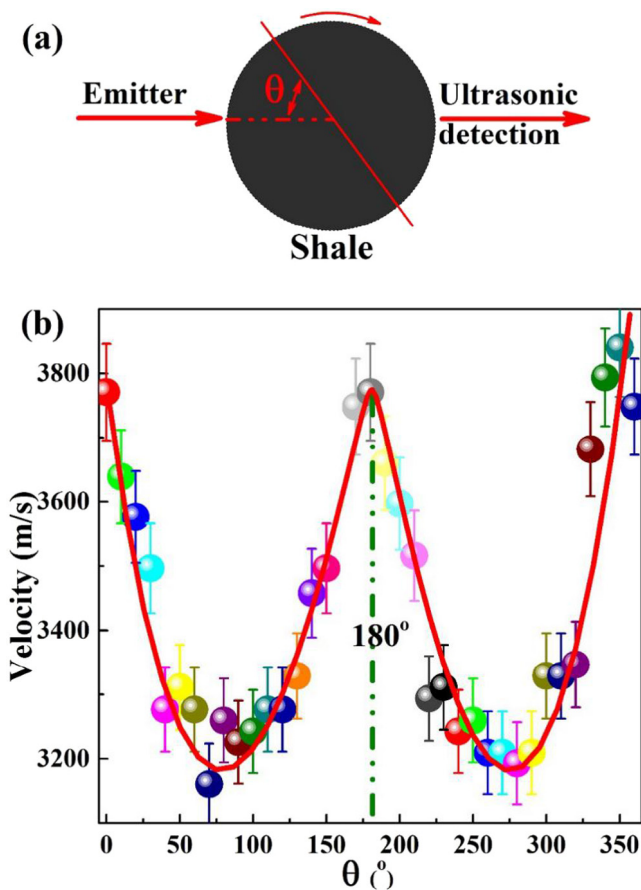 (a)
Emitter
θ
Ultrasonic
detection
Shale
(b)
Velocity (m/s)
3800
3600
3400
3200
180°
0 50 100 150 200 250 300 350
θ (°)